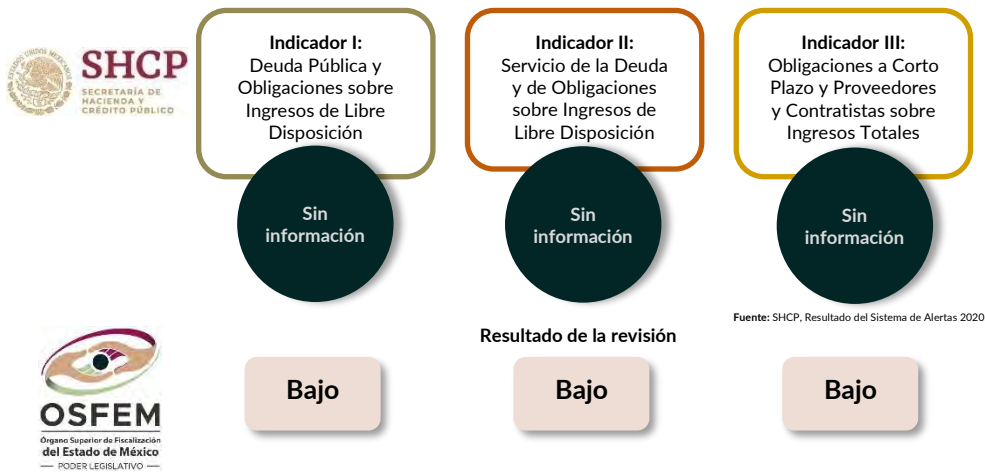 SHCP
SECRETARÍA DE
HACIENDA Y
CRÉDITO PÚBLICO
Indicador I:
Deuda Pública y
Obligaciones sobre
Ingresos de Libre
Disposición
Sin
información
Indicador II:
Servicio de la Deuda
y de Obligaciones
sobre Ingresos de
Libre Disposición
Sin
información
Indicador III:
Obligaciones a Corto
Plazo y Proveedores
y Contratistas sobre
Ingresos Totales
Sin
información
Fuente: SHCP, Resultado del Sistema de Alertas 2020
Resultado de la revisión
OSFEM
Órgano Superior de Fiscalización
del Estado de México
PODER LEGISLATIVO
Bajo
Bajo
Bajo